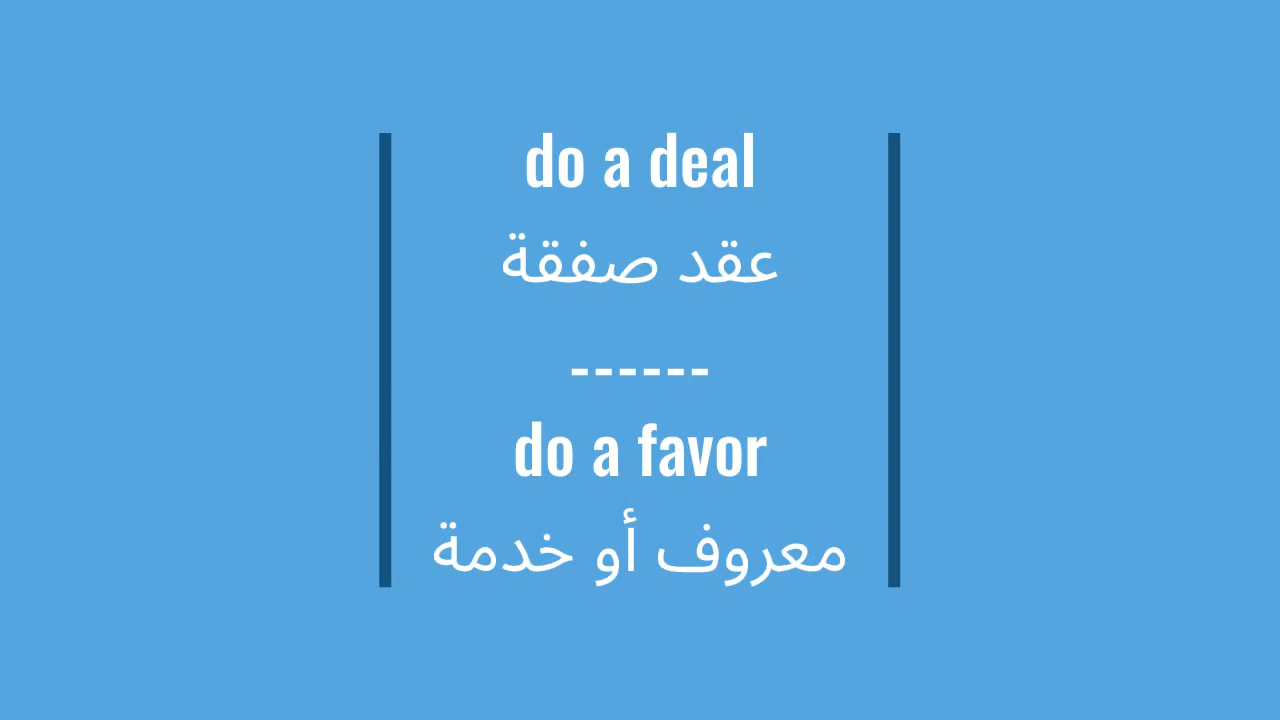 do a deal
عقد صفقة
------
do a favor
معروف أو خدمة